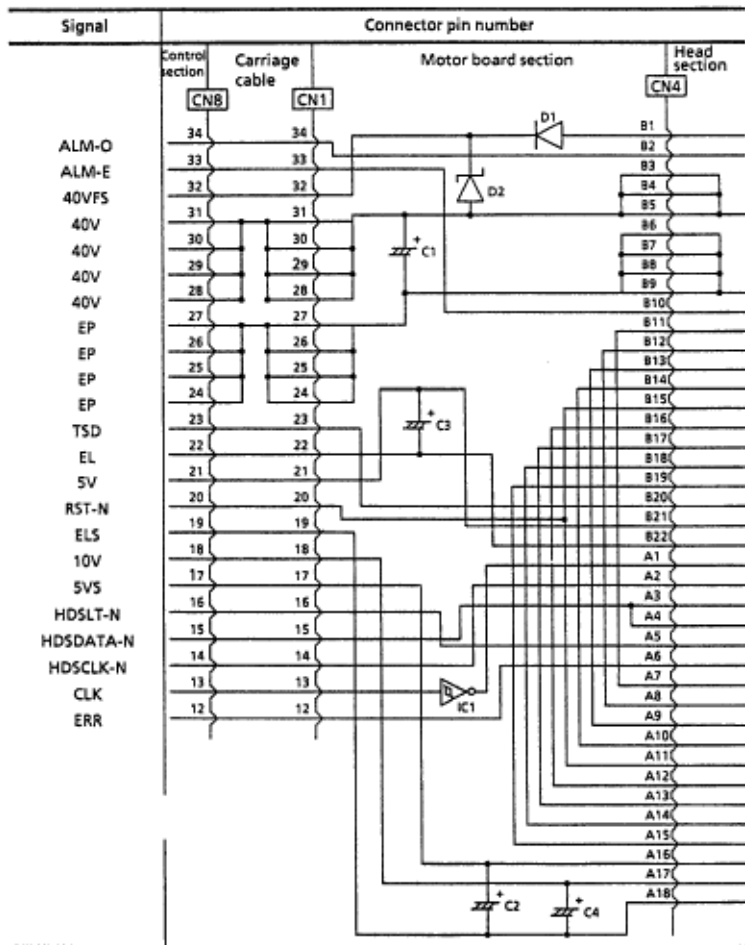 Signal Connector pin number
Control section Carriage cable Motor board section Head section
CN8 CN1 CN4
D1 B1
ALM-O 34 34 B2
ALM-E 33 33 B3
40VFS 32 32 D2 B4
40V 31 31 B5
40V 30 30 + C1 B6
40V 29 29 B7
B8
40V 28 28 B9
EP 27 27 B10
B11
EP 26 26 B12
EP 25 25 B13
EP 24 24 B14
TSD 23 23 + C3 B15
B16
EL 22 22 B17
5V 21 21 B18
B19
RST-N 20 20 B20
ELS 19 19 B21
B22
10V 18 18 A1
5VS 17 17 A2
HDSLT-N 16 16 A3
A4
HDSDATA-N 15 15 A5
HDSCLK-N 14 14 A6
CLK 13 13 IC1 A7
A8
ERR 12 12 A9
A10
A11
A12
A13
A14
A15
A16
A17
+ C2 + C4 A18